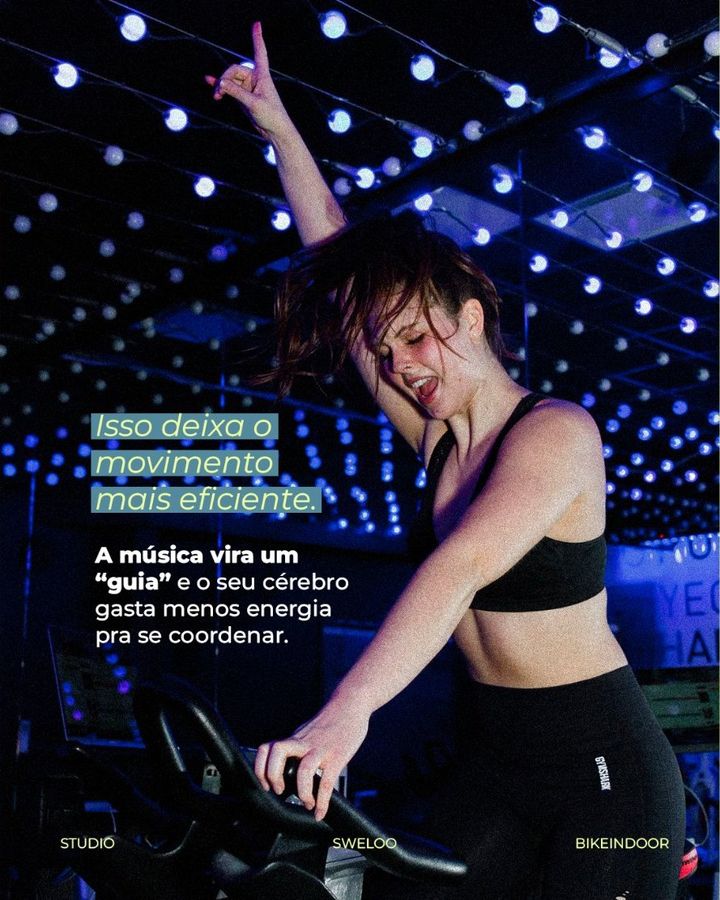 Isso deixa o
movimento
mais eficiente.
A música vira um
“guia” e o seu cérebro
gasta menos energia
pra se coordenar.
GYMSHARK
STUDIO
SWELOO
BIKEINDOOR